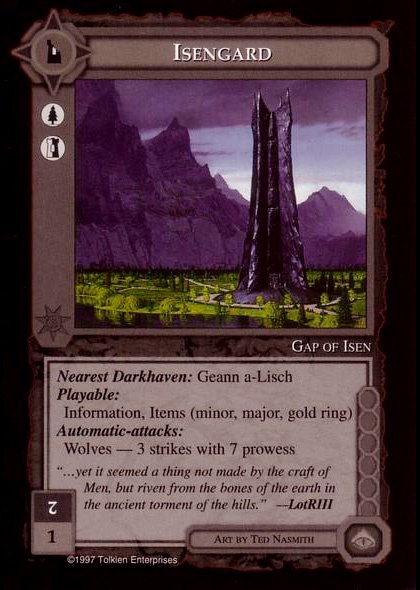 ISENGARD
GAP OF ISEN
Nearest Darkhaven: Geann a-Lisch
Playable:
Information, Items (minor, major, gold ring)
Automatic-attacks:
Wolves — 3 strikes with 7 prowess
“...yet it seemed a thing not made by the craft of
Men, but riven from the bones of the earth in
the ancient torment of the hills.” —LotRIII
2
1
ART BY TED NASMITH
©1997 Tolkien Enterprises